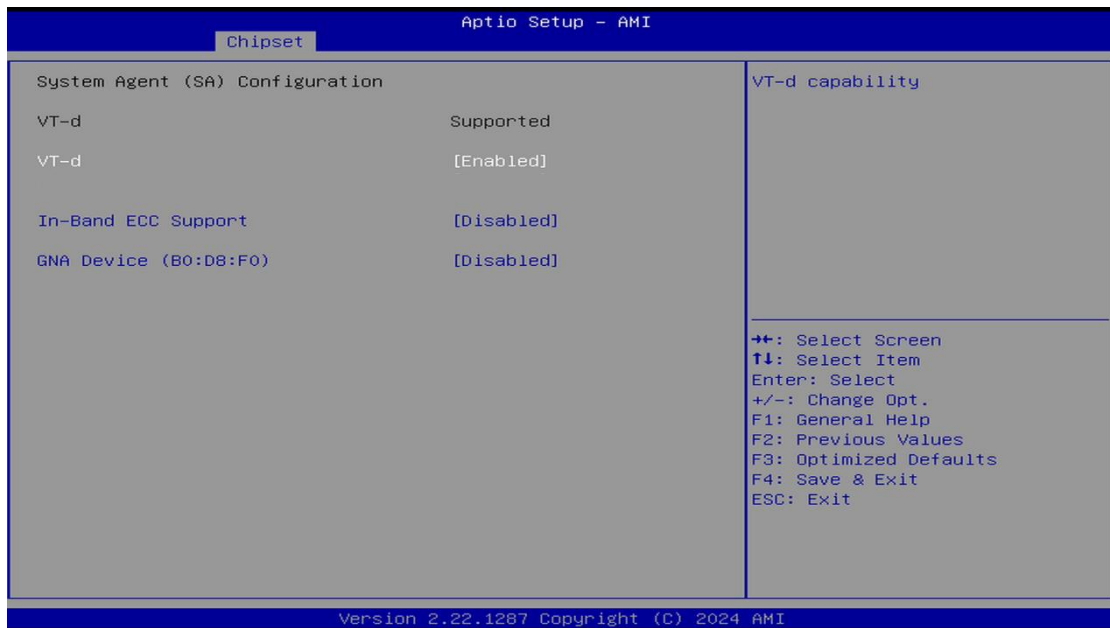 Aptio Setup – AMI
Chipset
System Agent (SA) Configuration
VT-d Supported
VT-d [Enabled]
In-Band ECC Support [Disabled]
GNA Device (B0:D8:F0) [Disabled]
VT-d capability
→←: Select Screen
↑↓: Select Item
Enter: Select
+/-: Change Opt.
F1: General Help
F2: Previous Values
F3: Optimized Defaults
F4: Save & Exit
ESC: Exit
Version 2.22.1287 Copyright (C) 2024 AMI